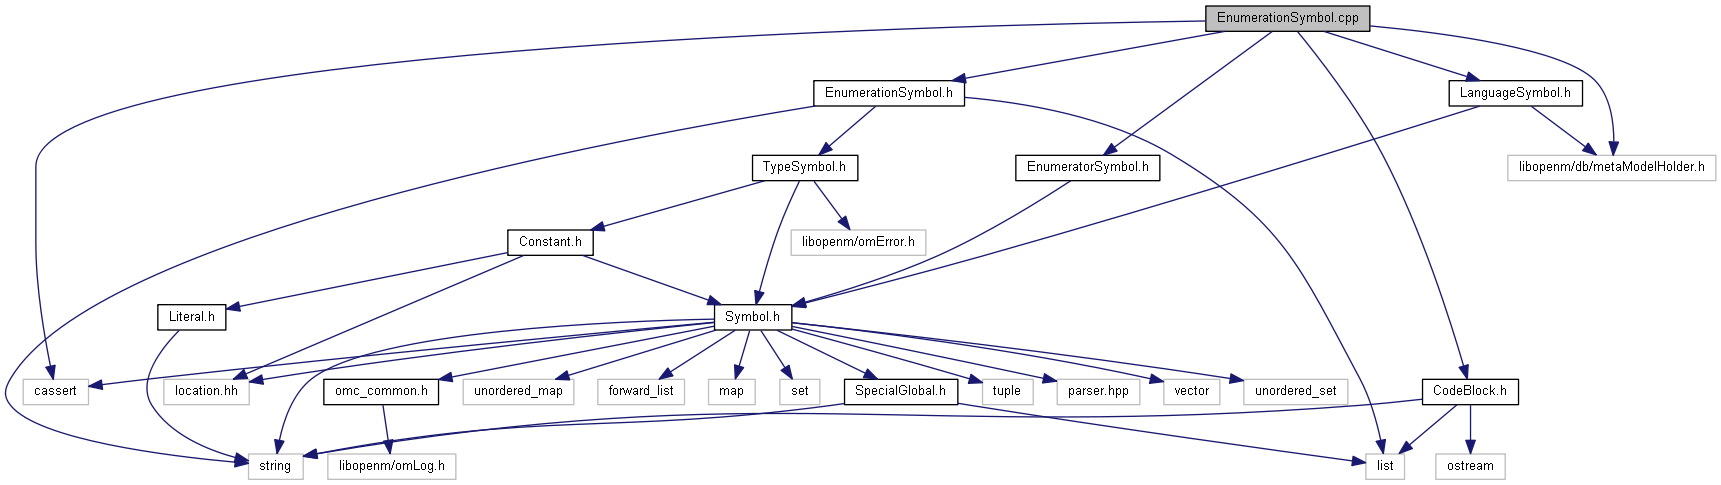 EnumerationSymbol.cpp
EnumerationSymbol.h
LanguageSymbol.h
TypeSymbol.h
EnumeratorSymbol.h
libopenm/db/metaModelHolder.h
Constant.h
libopenm/omError.h
Literal.h
Symbol.h
cassert
location.hh
omc_common.h
unordered_map
forward_list
map
set
SpecialGlobal.h
tuple
parser.hpp
vector
unordered_set
CodeBlock.h
string
libopenm/omLog.h
list
ostream